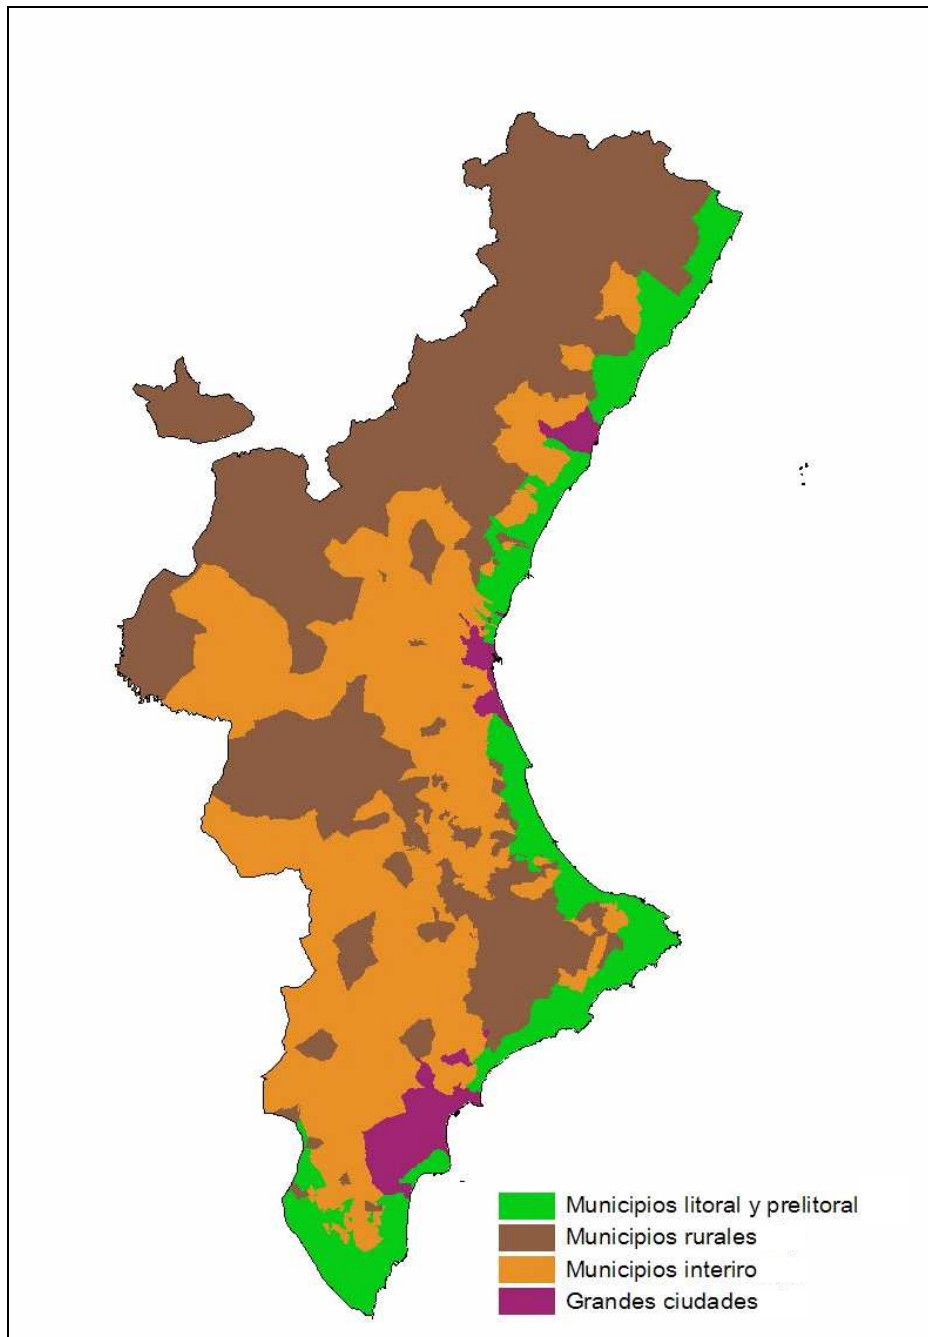 Municipios litoral y prelitoral
Municipios rurales
Municipios interiro
Grandes ciudades